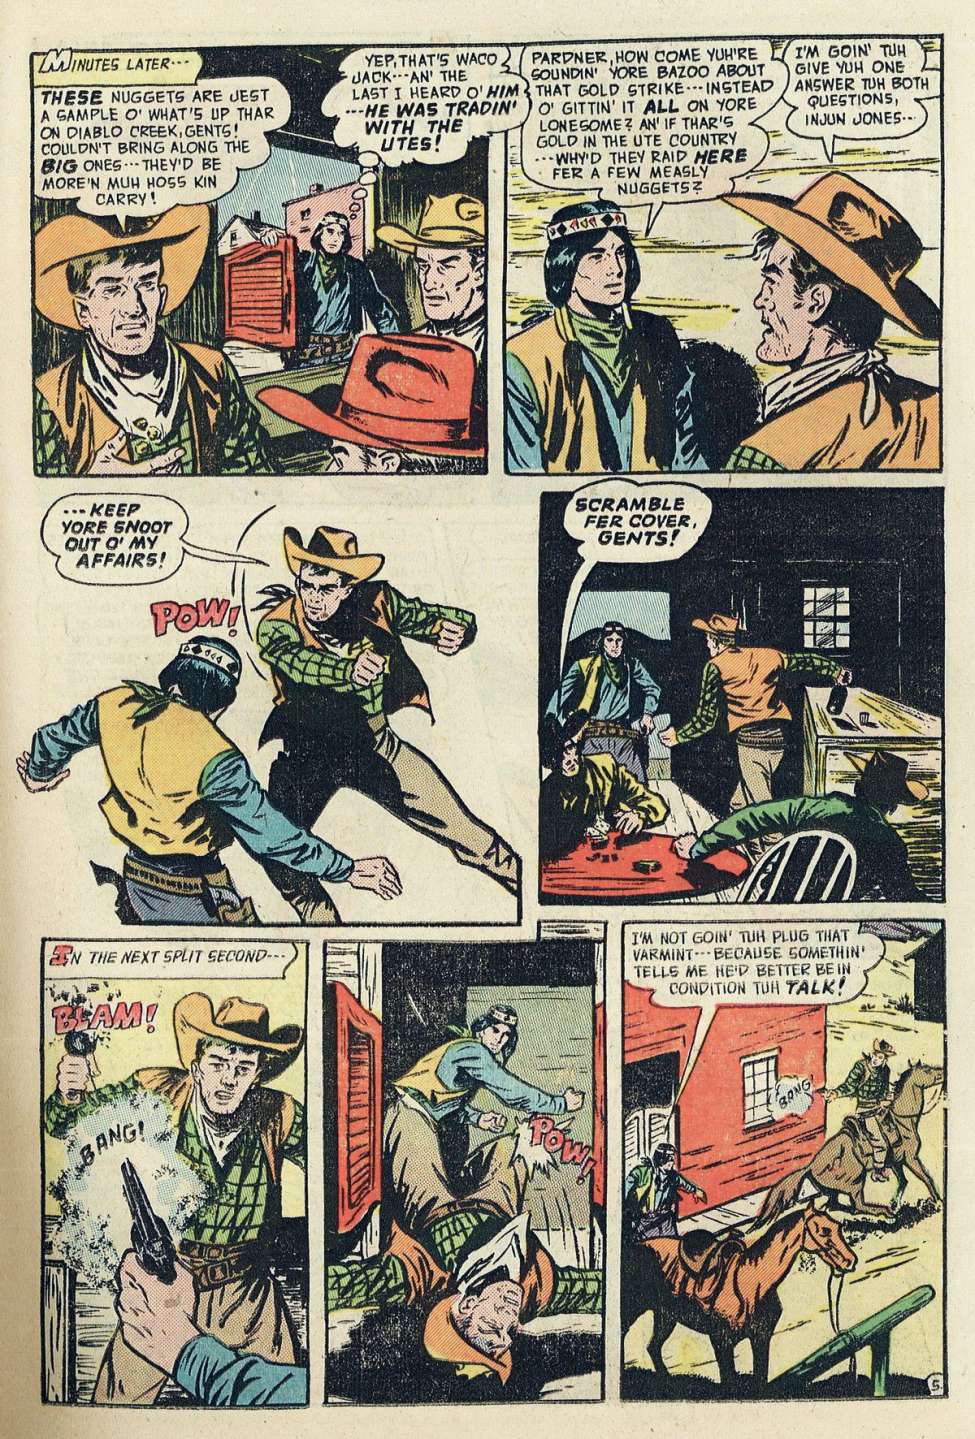 MINUTES LATER---
THESE NUGGETS ARE JEST
A SAMPLE O' WHAT'S UP THAR
ON DIABLO CREEK, GENTS!
COULDN'T BRING ALONG THE
BIG ONES---THEY'D BE
MORE'N MUH HOSS KIN
CARRY!
YEP, THAT'S WACO
JACK---AN' THE
LAST I HEARD O' HIM
---HE WAS TRADIN'
WITH THE
UTES!
PARDNER, HOW COME YUH'RE
SOUNDIN' YORE BAZOO ABOUT
THAT GOLD STRIKE---INSTEAD
O' GITTIN' IT ALL ON YORE
LONESOME? AN' IF THAR'S
GOLD IN THE UTE COUNTRY
---WHY'D THEY RAID HERE
FER A FEW MEASLY
NUGGETS?
I'M GOIN' TUH
GIVE YUH ONE
ANSWER TUH BOTH
QUESTIONS,
INJUN JONES---
---KEEP
YORE SNOOT
OUT O' MY
AFFAIRS!
POW!
SCRAMBLE
FER COVER,
GENTS!
IN THE NEXT SPLIT SECOND---
BLAM!
BANG!
POW!
I'M NOT GOIN' TUH PLUG THAT
VARMINT---BECAUSE SOMETHIN'
TELLS ME HE'D BETTER BE IN
CONDITION TUH TALK!
BANG!
5